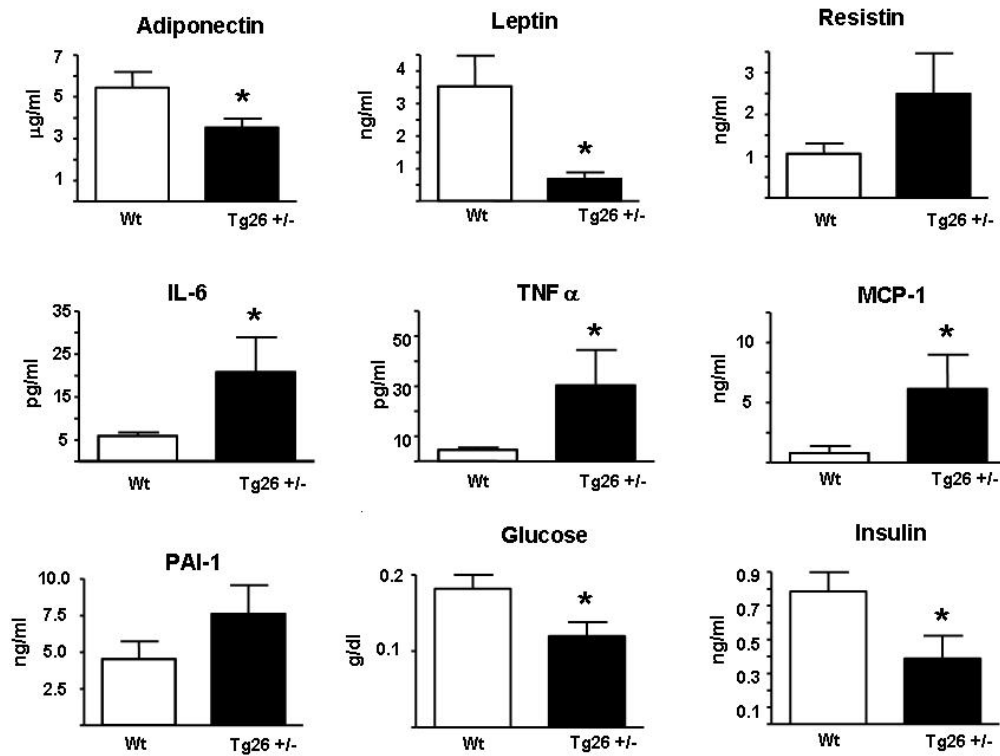 Adiponectin
7
5
3
1
µg/ml
*
Wt Tg26 +/-
Leptin
4
3
2
1
ng/ml
*
Wt Tg26 +/-
Resistin
3
2
1
ng/ml
Wt Tg26 +/-
IL-6
35
25
15
5
pg/ml
*
Wt Tg26 +/-
TNF α
50
30
10
pg/ml
*
Wt Tg26 +/-
MCP-1
10
5
ng/ml
*
Wt Tg26 +/-
PAI-1
10.0
7.5
5.0
2.5
ng/ml
Wt Tg26 +/-
Glucose
0.2
0.1
g/dl
*
Wt Tg26 +/-
Insulin
0.9
0.7
0.5
0.3
0.1
ng/ml
*
Wt Tg26 +/-